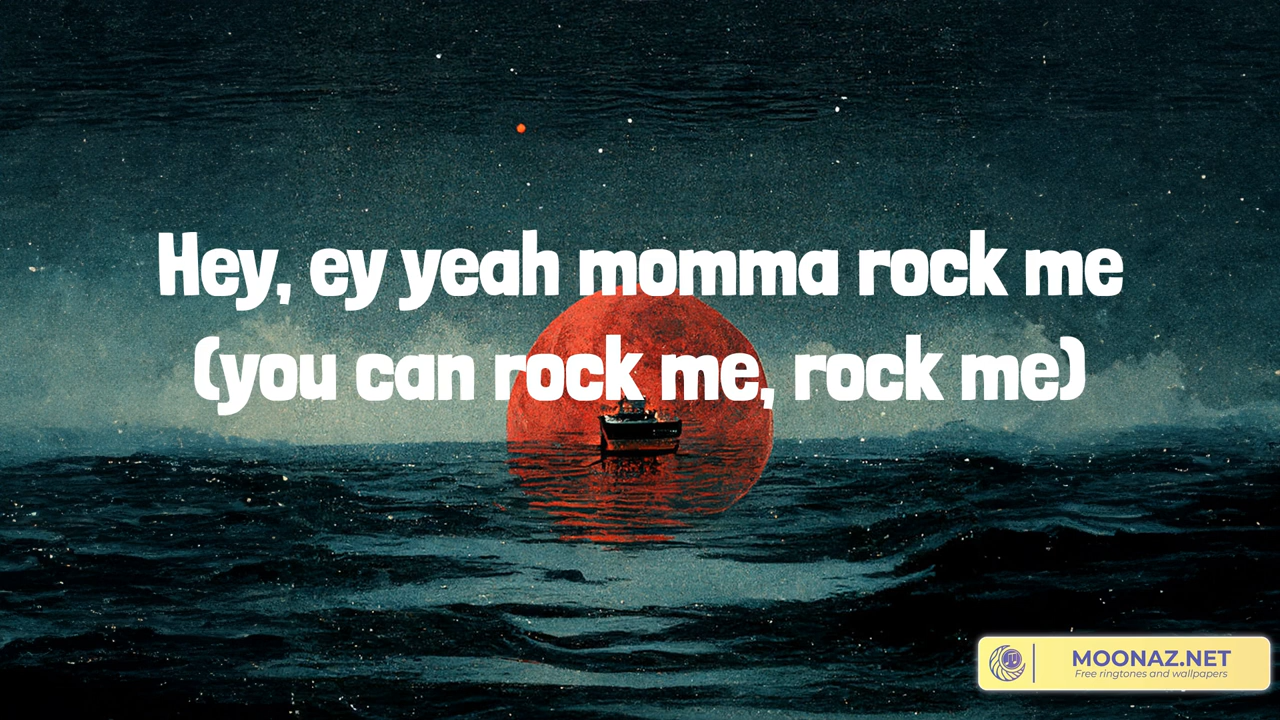 Hey, ey yeah momma rock me
(you can rock me, rock me)
MOONAZ.NET
Free ringtones and wallpapers